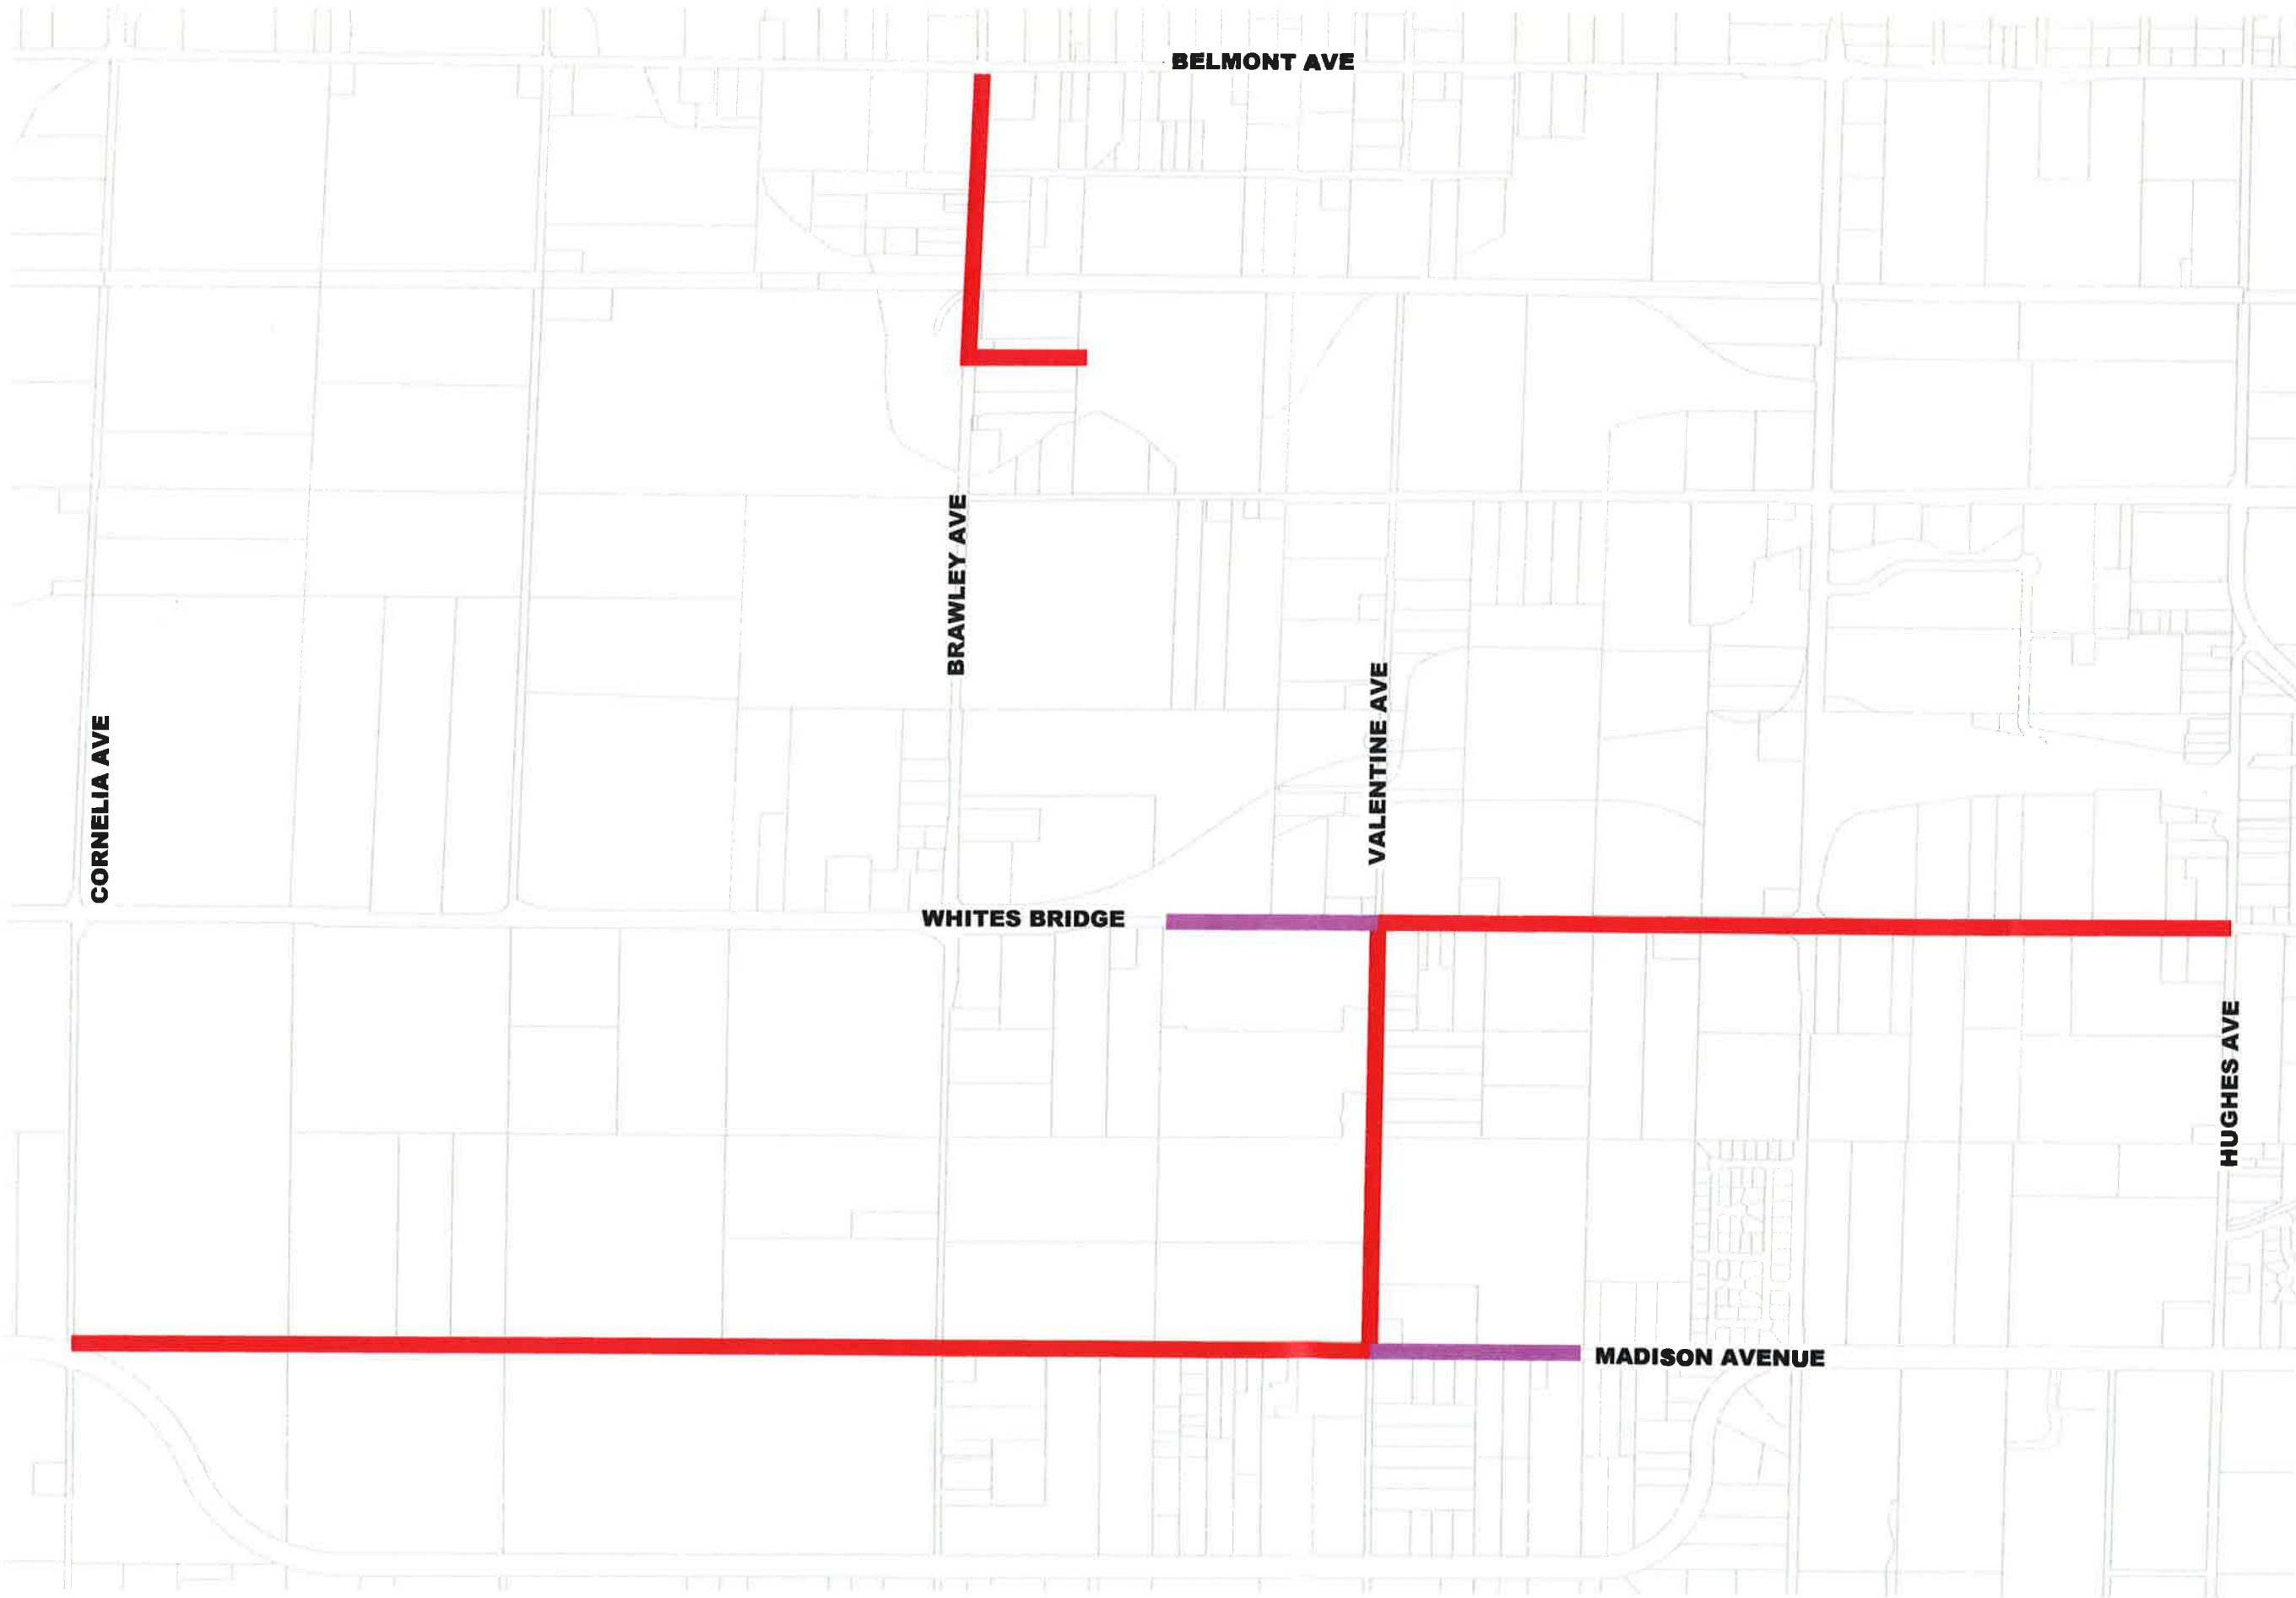 BELMONT AVE
BRAWLEY AVE
VALENTINE AVE
CORNELIA AVE
WHITES BRIDGE
HUGHES AVE
MADISON AVENUE